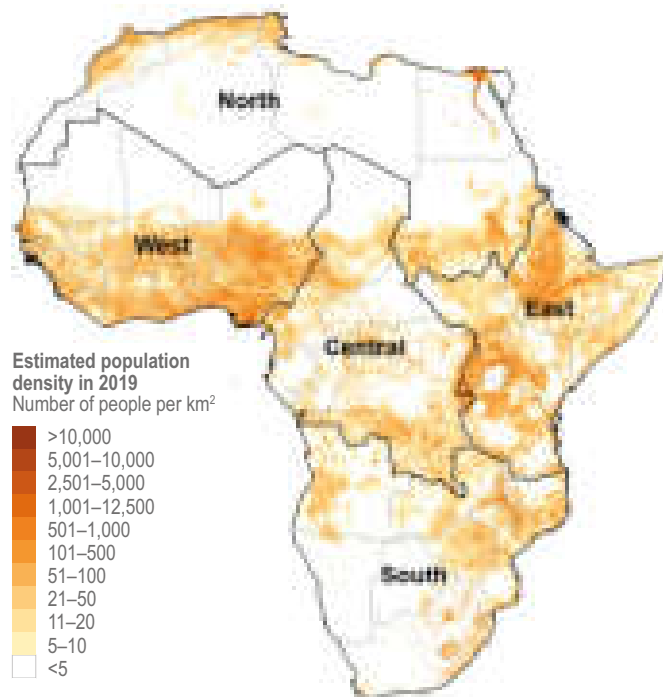 North
West
East
Central
Estimated population
density in 2019
Number of people per km²
>10,000
5,001–10,000
2,501–5,000
1,001–12,500
501–1,000
101–500
51–100
21–50
11–20
5–10
<5
South